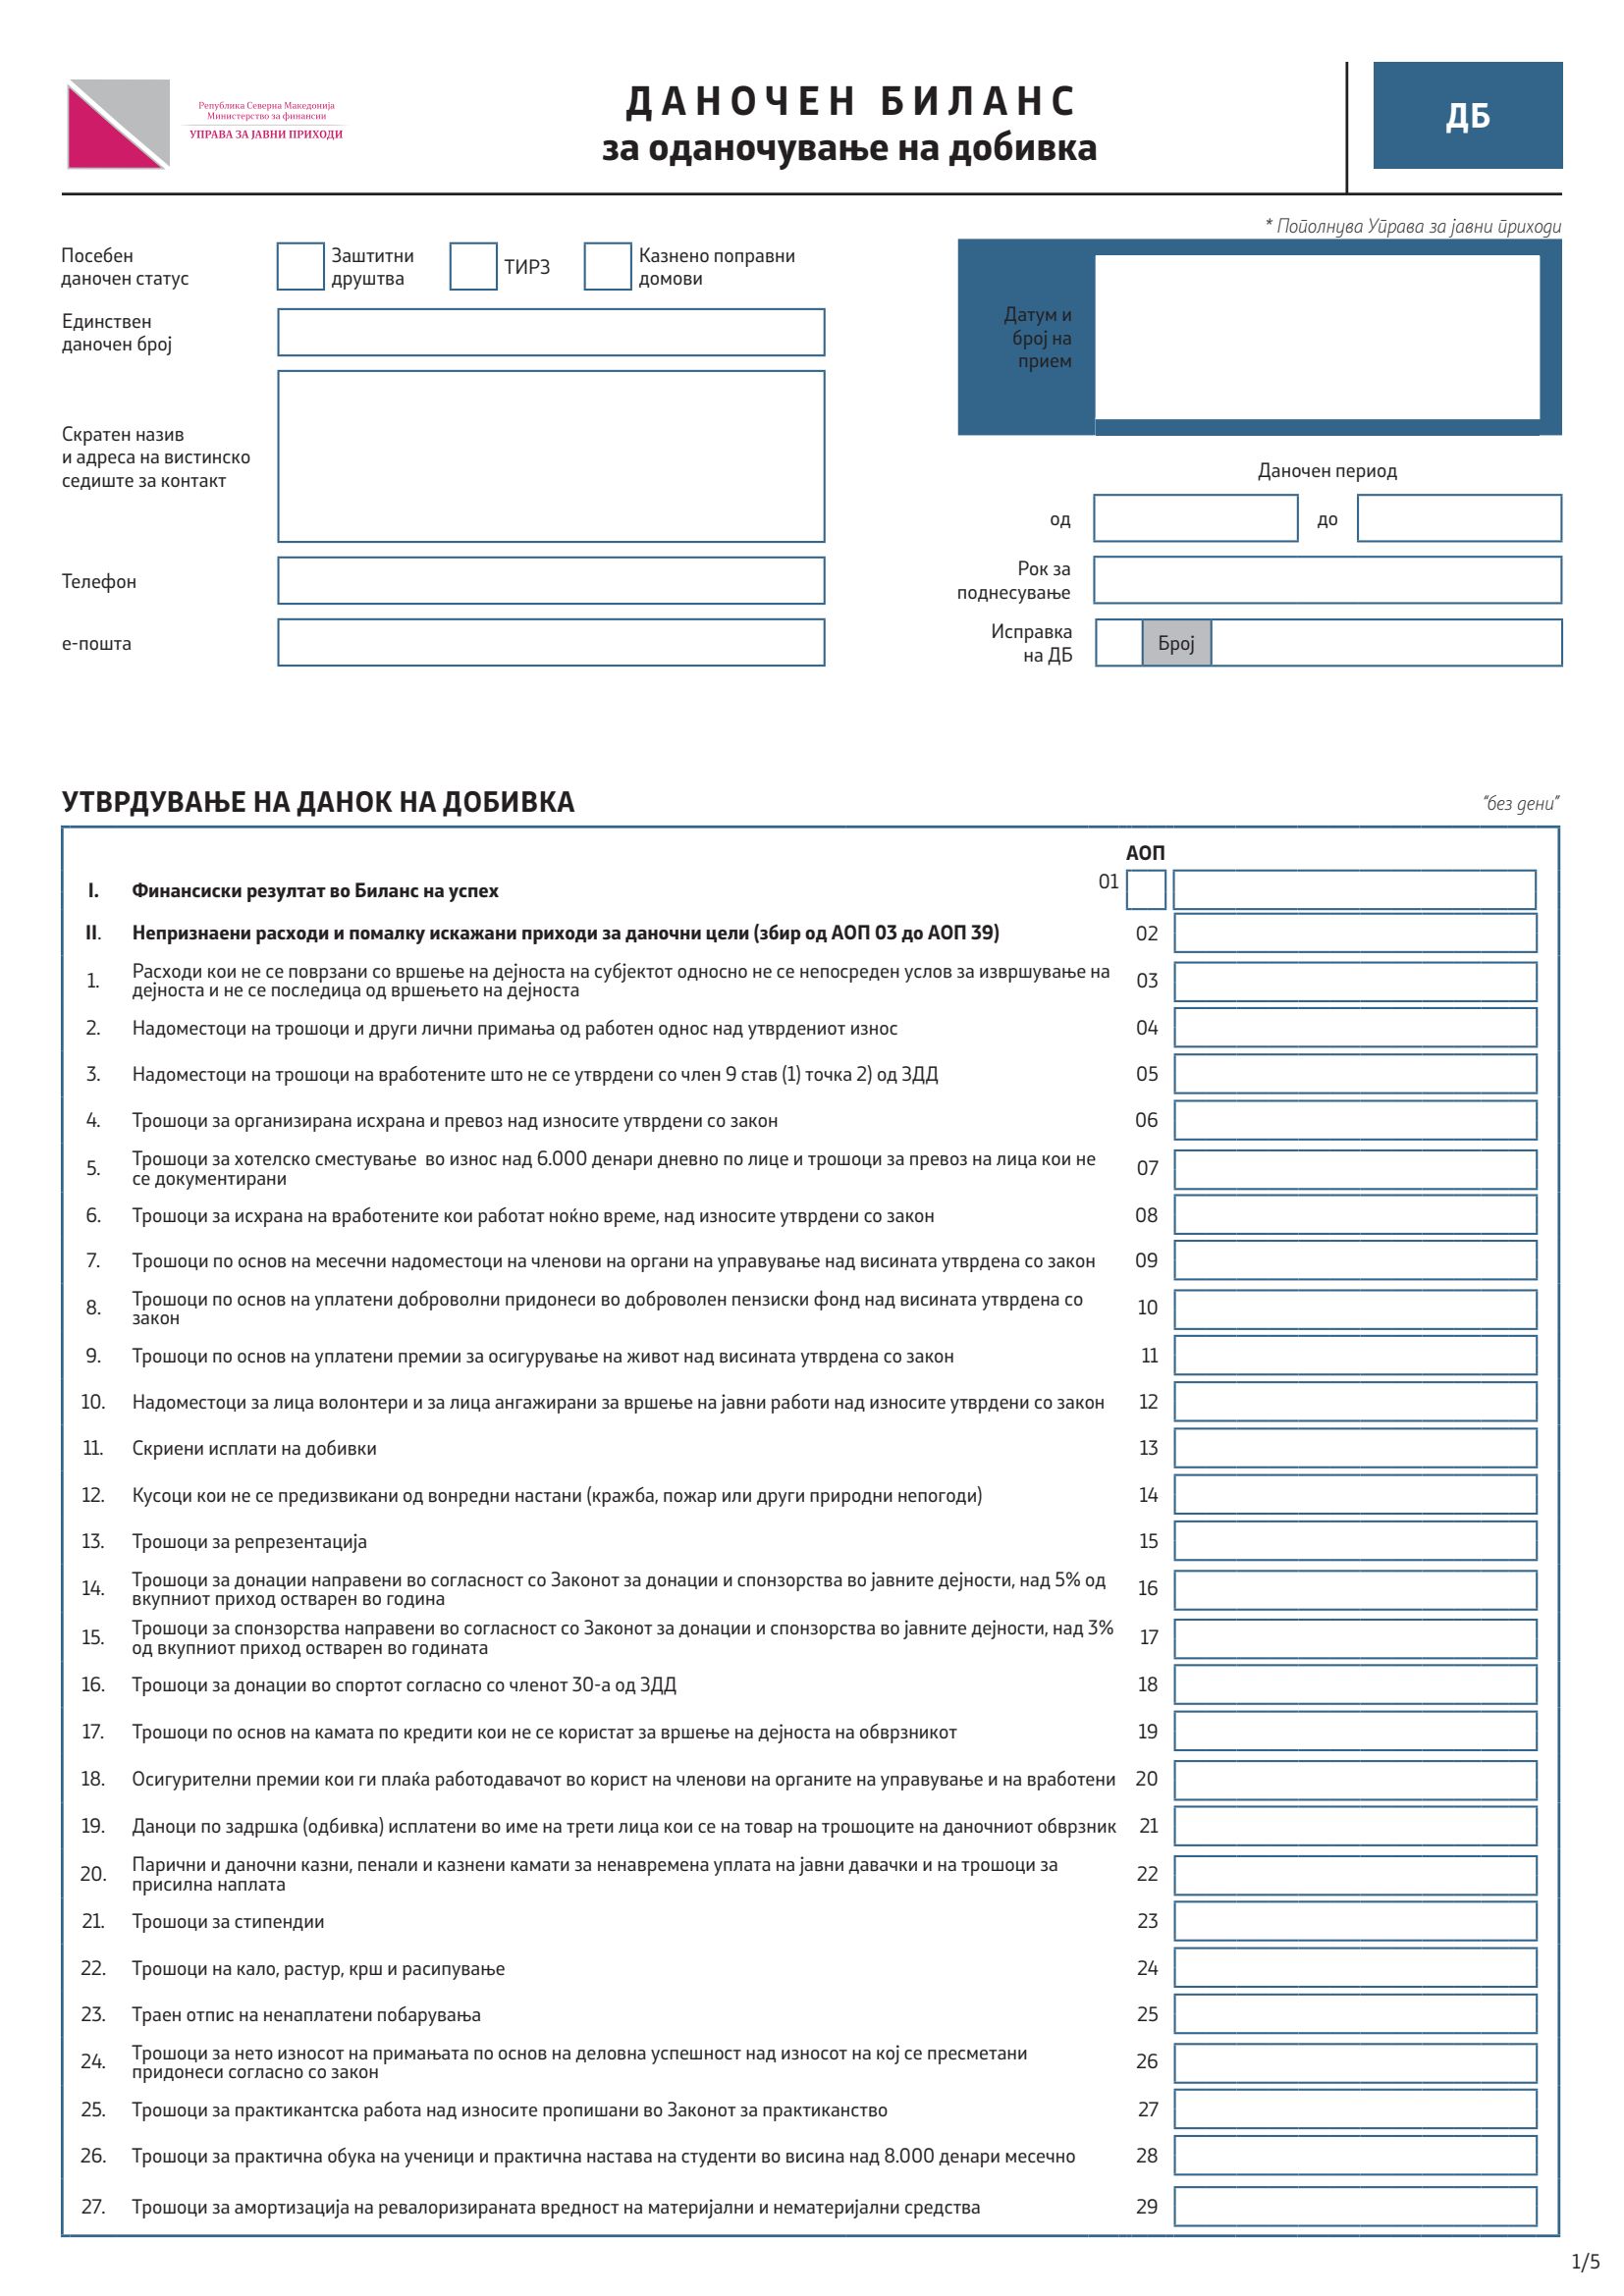 Република Северна Македонија
Министерство за финансии
УПРАВА ЗА ЈАВНИ ПРИХОДИ
ДАНОЧЕН БИЛАНС
за оданочување на добивка
ДБ
* Пополнува Управа за јавни приходи
Посебен
даночен статус
Заштитни
друштва
ТИРЗ
Казнено поправни
домови
Единствен
даночен број
Скратен назив
и адреса на вистинско
седиште за контакт
Телефон
е-пошта
Датум и
број на
прием
Даночен период
од
до
Рок за
поднесување
Исправка
на ДБ
Број
УТВРДУВАЊЕ НА ДАНОК НА ДОБИВКА
"без дени"
АОП
I. Финансиски резултат во Биланс на успех 01
II. Непризнаени расходи и помалку искажани приходи за даночни цели (збир од АОП 03 до АОП 39) 02
1. Расходи кои не се поврзани со вршење на дејноста на субјектот односно не се непосреден услов за извршување на
дејноста и не се последица од вршењето на дејноста 03
2. Надоместоци на трошоци и други лични примања од работен однос над утврдениот износ 04
3. Надоместоци на трошоци на вработените што не се утврдени со член 9 став (1) точка 2) од ЗДД 05
4. Трошоци за организирана исхрана и превоз над износите утврдени со закон 06
5. Трошоци за хотелско сместување во износ над 6.000 денари дневно по лице и трошоци за превоз на лица кои не
се документирани 07
6. Трошоци за исхрана на вработените кои работат ноќно време, над износите утврдени со закон 08
7. Трошоци по основ на месечни надоместоци на членови на органи на управување над висината утврдена со закон 09
8. Трошоци по основ на уплатени доброволни придонеси во доброволен пензиски фонд над висината утврдена со
закон 10
9. Трошоци по основ на уплатени премии за осигурување на живот над висината утврдена со закон 11
10. Надоместоци за лица волонтери и за лица ангажирани за вршење на јавни работи над износите утврдени со закон 12
11. Скриени исплати на добивки 13
12. Кусоци кои не се предизвикани од вонредни настани (кражба, пожар или други природни непогоди) 14
13. Трошоци за репрезентација 15
14. Трошоци за донации направени во согласност со Законот за донации и спонзорства во јавните дејности, над 5% од
вкупниот приход остварен во година 16
15. Трошоци за спонзорства направени во согласност со Законот за донации и спонзорства во јавните дејности, над 3%
од вкупниот приход остварен во годината 17
16. Трошоци за донации во спортот согласно со членот 30-а од ЗДД 18
17. Трошоци по основ на камата по кредити кои не се користат за вршење на дејноста на обврзникот 19
18. Осигурителни премии кои ги плаќа работодавачот во корист на членови на органите на управување и на вработени 20
19. Даноци по задршка (одбивка) исплатени во име на трети лица кои се на товар на трошоците на даночниот обврзник 21
20. Парични и даночни казни, пенали и казнени камати за ненавремена уплата на јавни давачки и на трошоци за
присилна наплата 22
21. Трошоци за стипендии 23
22. Трошоци на кало, растур, крш и расипување 24
23. Траен отпис на ненаплатени побарувања 25
24. Трошоци за нето износот на примањата по основ на деловна успешност над износот на кој се пресметани
придонеси согласно со закон 26
25. Трошоци за практикантска работа над износите пропишани во Законот за практиканство 27
26. Трошоци за практична обука на ученици и практична настава на студенти во висина над 8.000 денари месечно 28
27. Трошоци за амортизација на ревалоризираната вредност на материјални и нематеријални средства 29
1/5